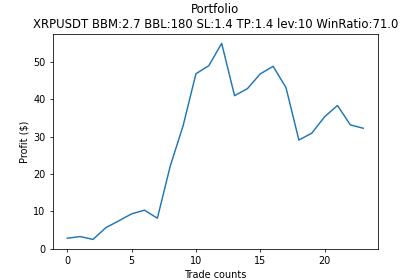 Portfolio
XRPUSDT BBM:2.7 BBL:180 SL:1.4 TP:1.4 lev:10 WinRatio:71.0
Profit ($)
50
40
30
20
10
0
0 5 10 15 20
Trade counts